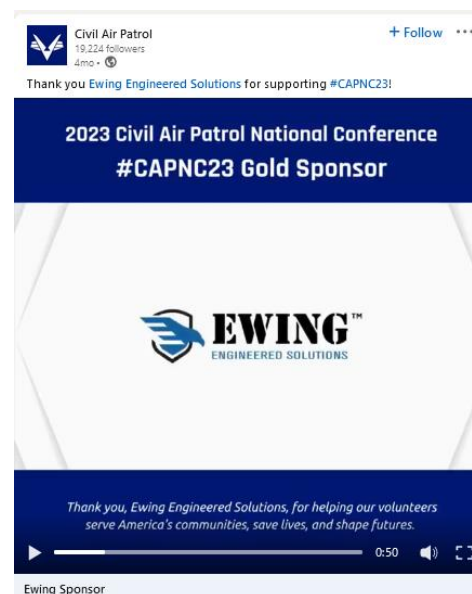 Civil Air Patrol
+ Follow
19,224 followers
4mo •
Thank you Ewing Engineered Solutions for supporting #CAPNC23!
2023 Civil Air Patrol National Conference
#CAPNC23 Gold Sponsor
EWING™
ENGINEERED SOLUTIONS
Thank you, Ewing Engineered Solutions, for helping our volunteers
serve America's communities, save lives, and shape futures.
0:50
Ewing Sponsor